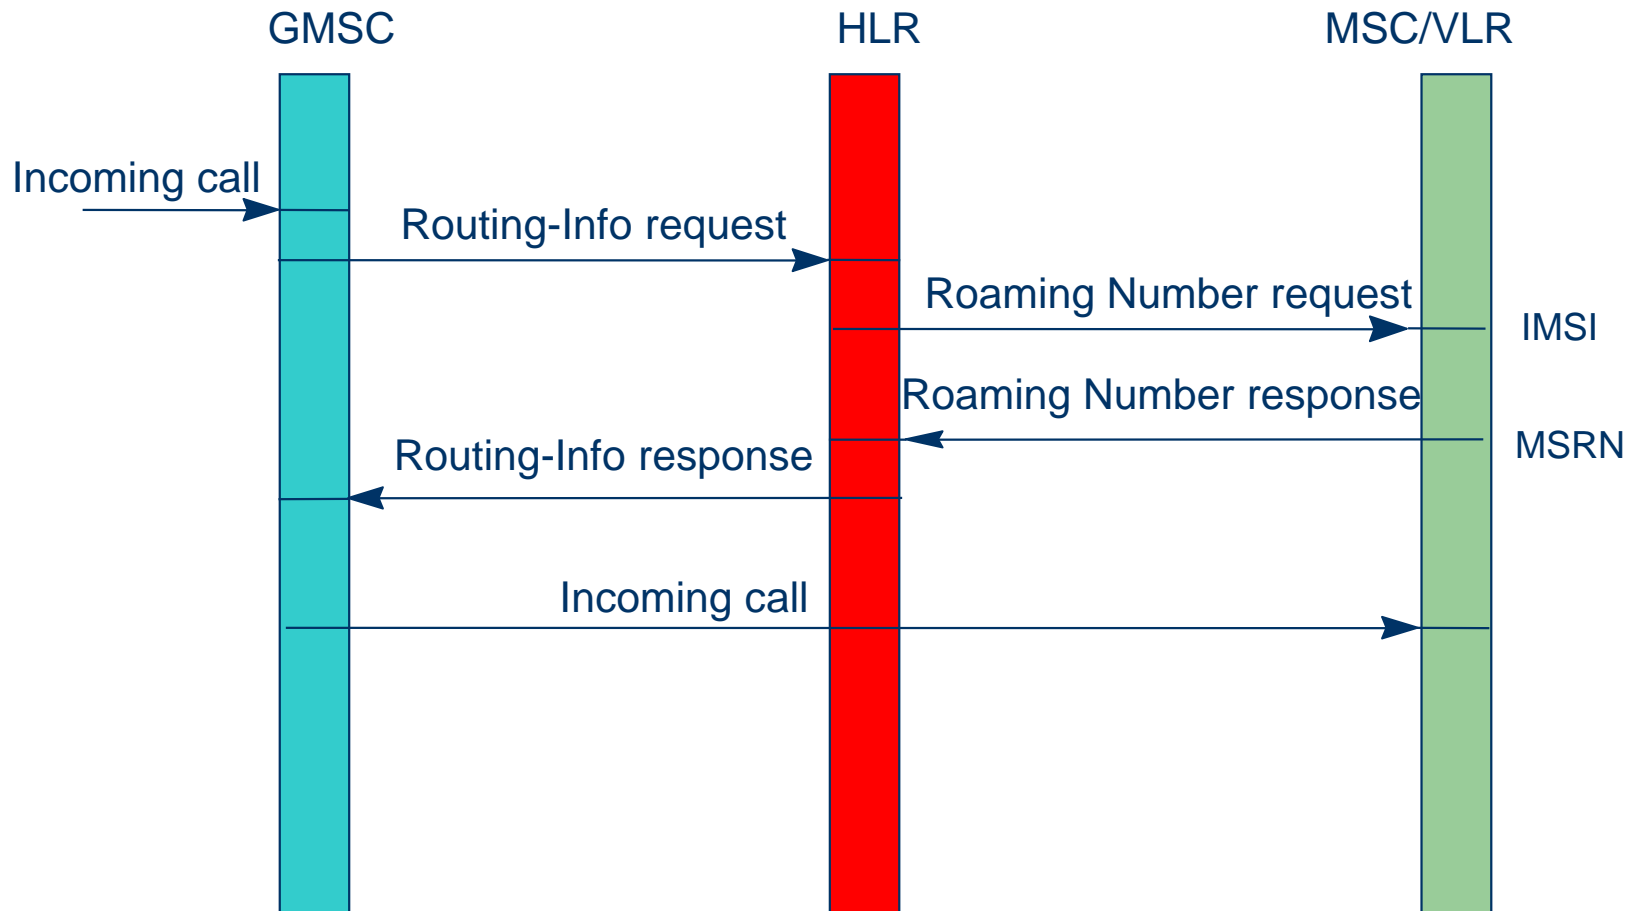 GMSC
HLR
MSC/VLR
Incoming call
Routing-Info request
Roaming Number request
IMSI
Roaming Number response
MSRN
Routing-Info response
Incoming call